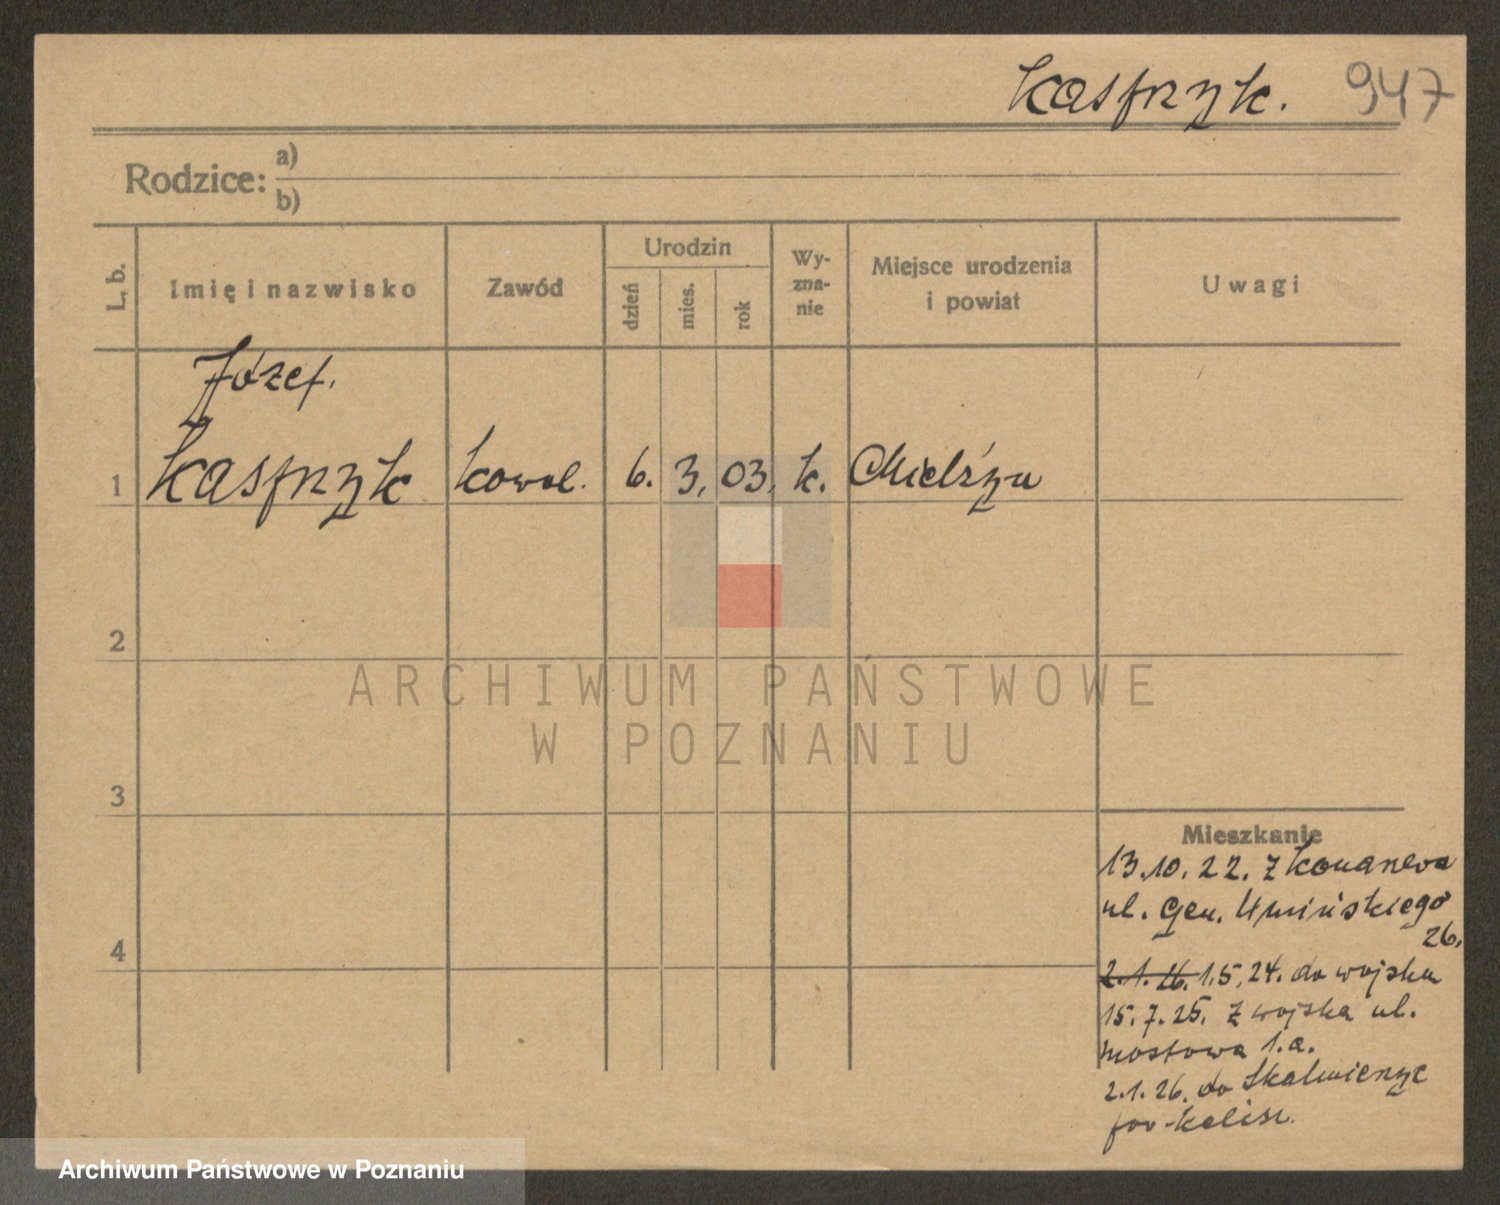 Kasprzyk. 947
Rodzice: a)
b)
L. b.
Imię i nazwisko
Zawód
Urodzin
dzień
mies.
rok
Wy-
zna-
nie
Miejsce urodzenia
i powiat
Uwagi
Józef.
1 Kasprzyk kowal. 6. 3. 03. k. Mielżyn
2
3
4
ARCHIWUM PAŃSTWOWE
W POZNANIU
Mieszkanie
13.10.22. z
ul. Gen. Umińskiego
26.
2.1.26. 1.5.24. do wojska
15.7.25. z wojska ul.
Mostowa 1.a.
2.1.26. do Skalmierzyc
pow-Kalisz.
Archiwum Państwowe w Poznaniu